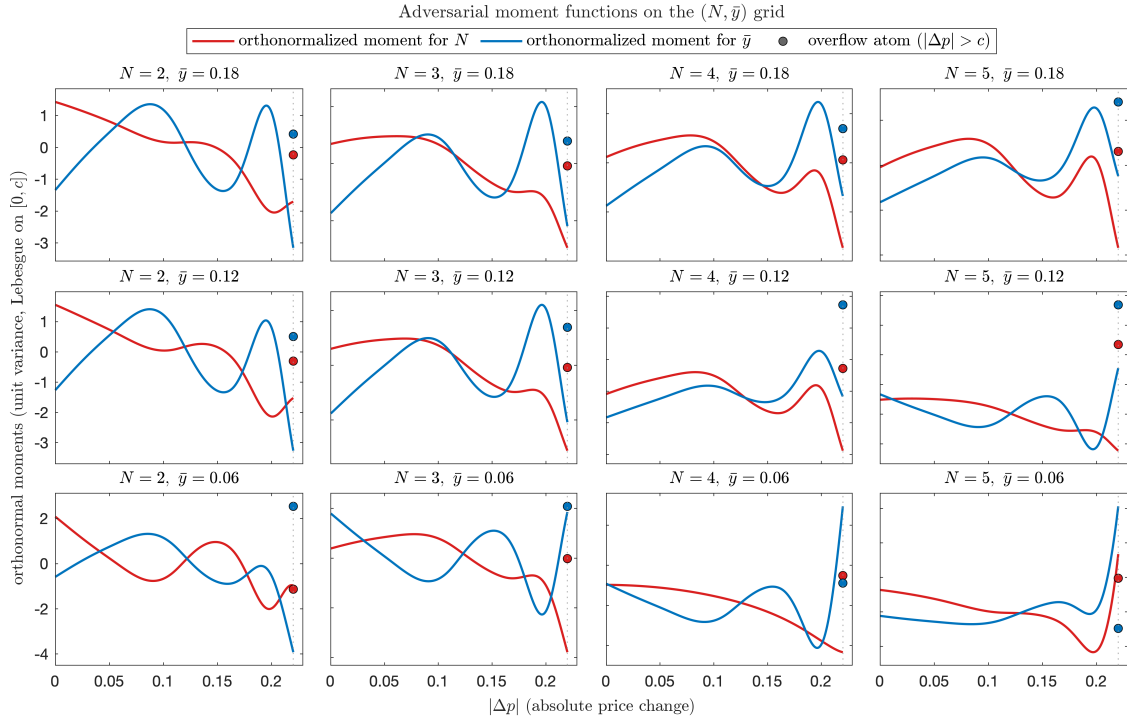 Adversarial moment functions on the (N, ȳ) grid
orthonormalized moment for N orthonormalized moment for ȳ overflow atom (|Δp| > c)
N = 2, ȳ = 0.18 N = 3, ȳ = 0.18 N = 4, ȳ = 0.18 N = 5, ȳ = 0.18
1
0
-1
-2
-3
N = 2, ȳ = 0.12 N = 3, ȳ = 0.12 N = 4, ȳ = 0.12 N = 5, ȳ = 0.12
1
0
-1
-2
-3
N = 2, ȳ = 0.06 N = 3, ȳ = 0.06 N = 4, ȳ = 0.06 N = 5, ȳ = 0.06
2
0
-2
-4
0 0.05 0.1 0.15 0.2 0 0.05 0.1 0.15 0.2 0 0.05 0.1 0.15 0.2 0 0.05 0.1 0.15 0.2
orthonormal moments (unit variance, Lebesgue on [0, c])
|Δp| (absolute price change)